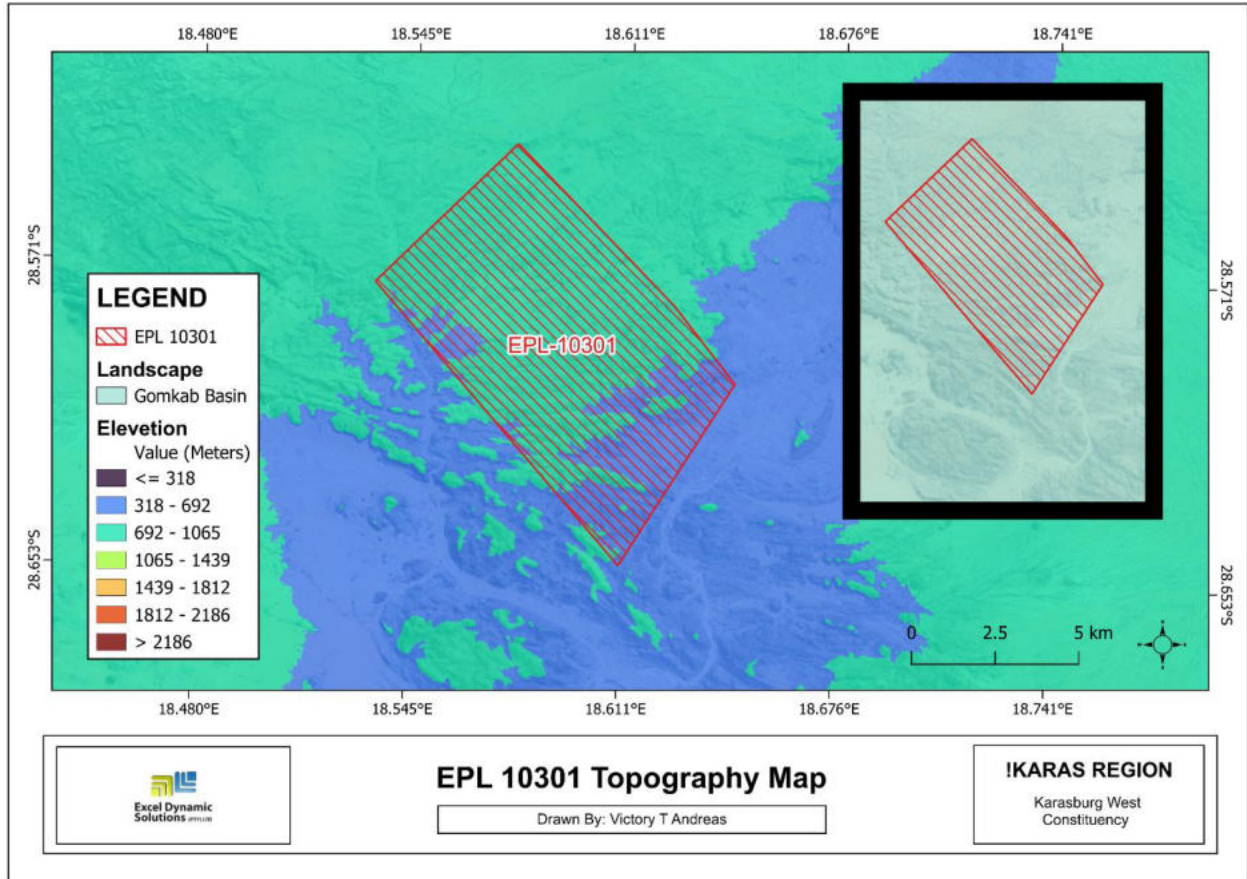 18.480°E 18.545°E 18.611°E 18.676°E 18.741°E
28.571°S
28.653°S
LEGEND
EPL 10301
Landscape
Gomkab Basin
Elevetion
Value (Meters)
<= 318
318 - 692
692 - 1065
1065 - 1439
1439 - 1812
1812 - 2186
> 2186
EPL-10301
28.571°S
28.653°S
0 2.5 5 km
18.480°E 18.545°E 18.611°E 18.676°E 18.741°E
Excel Dynamic
Solutions
EPL 10301 Topography Map
Drawn By: Victory T Andreas
!KARAS REGION
Karasburg West
Constituency